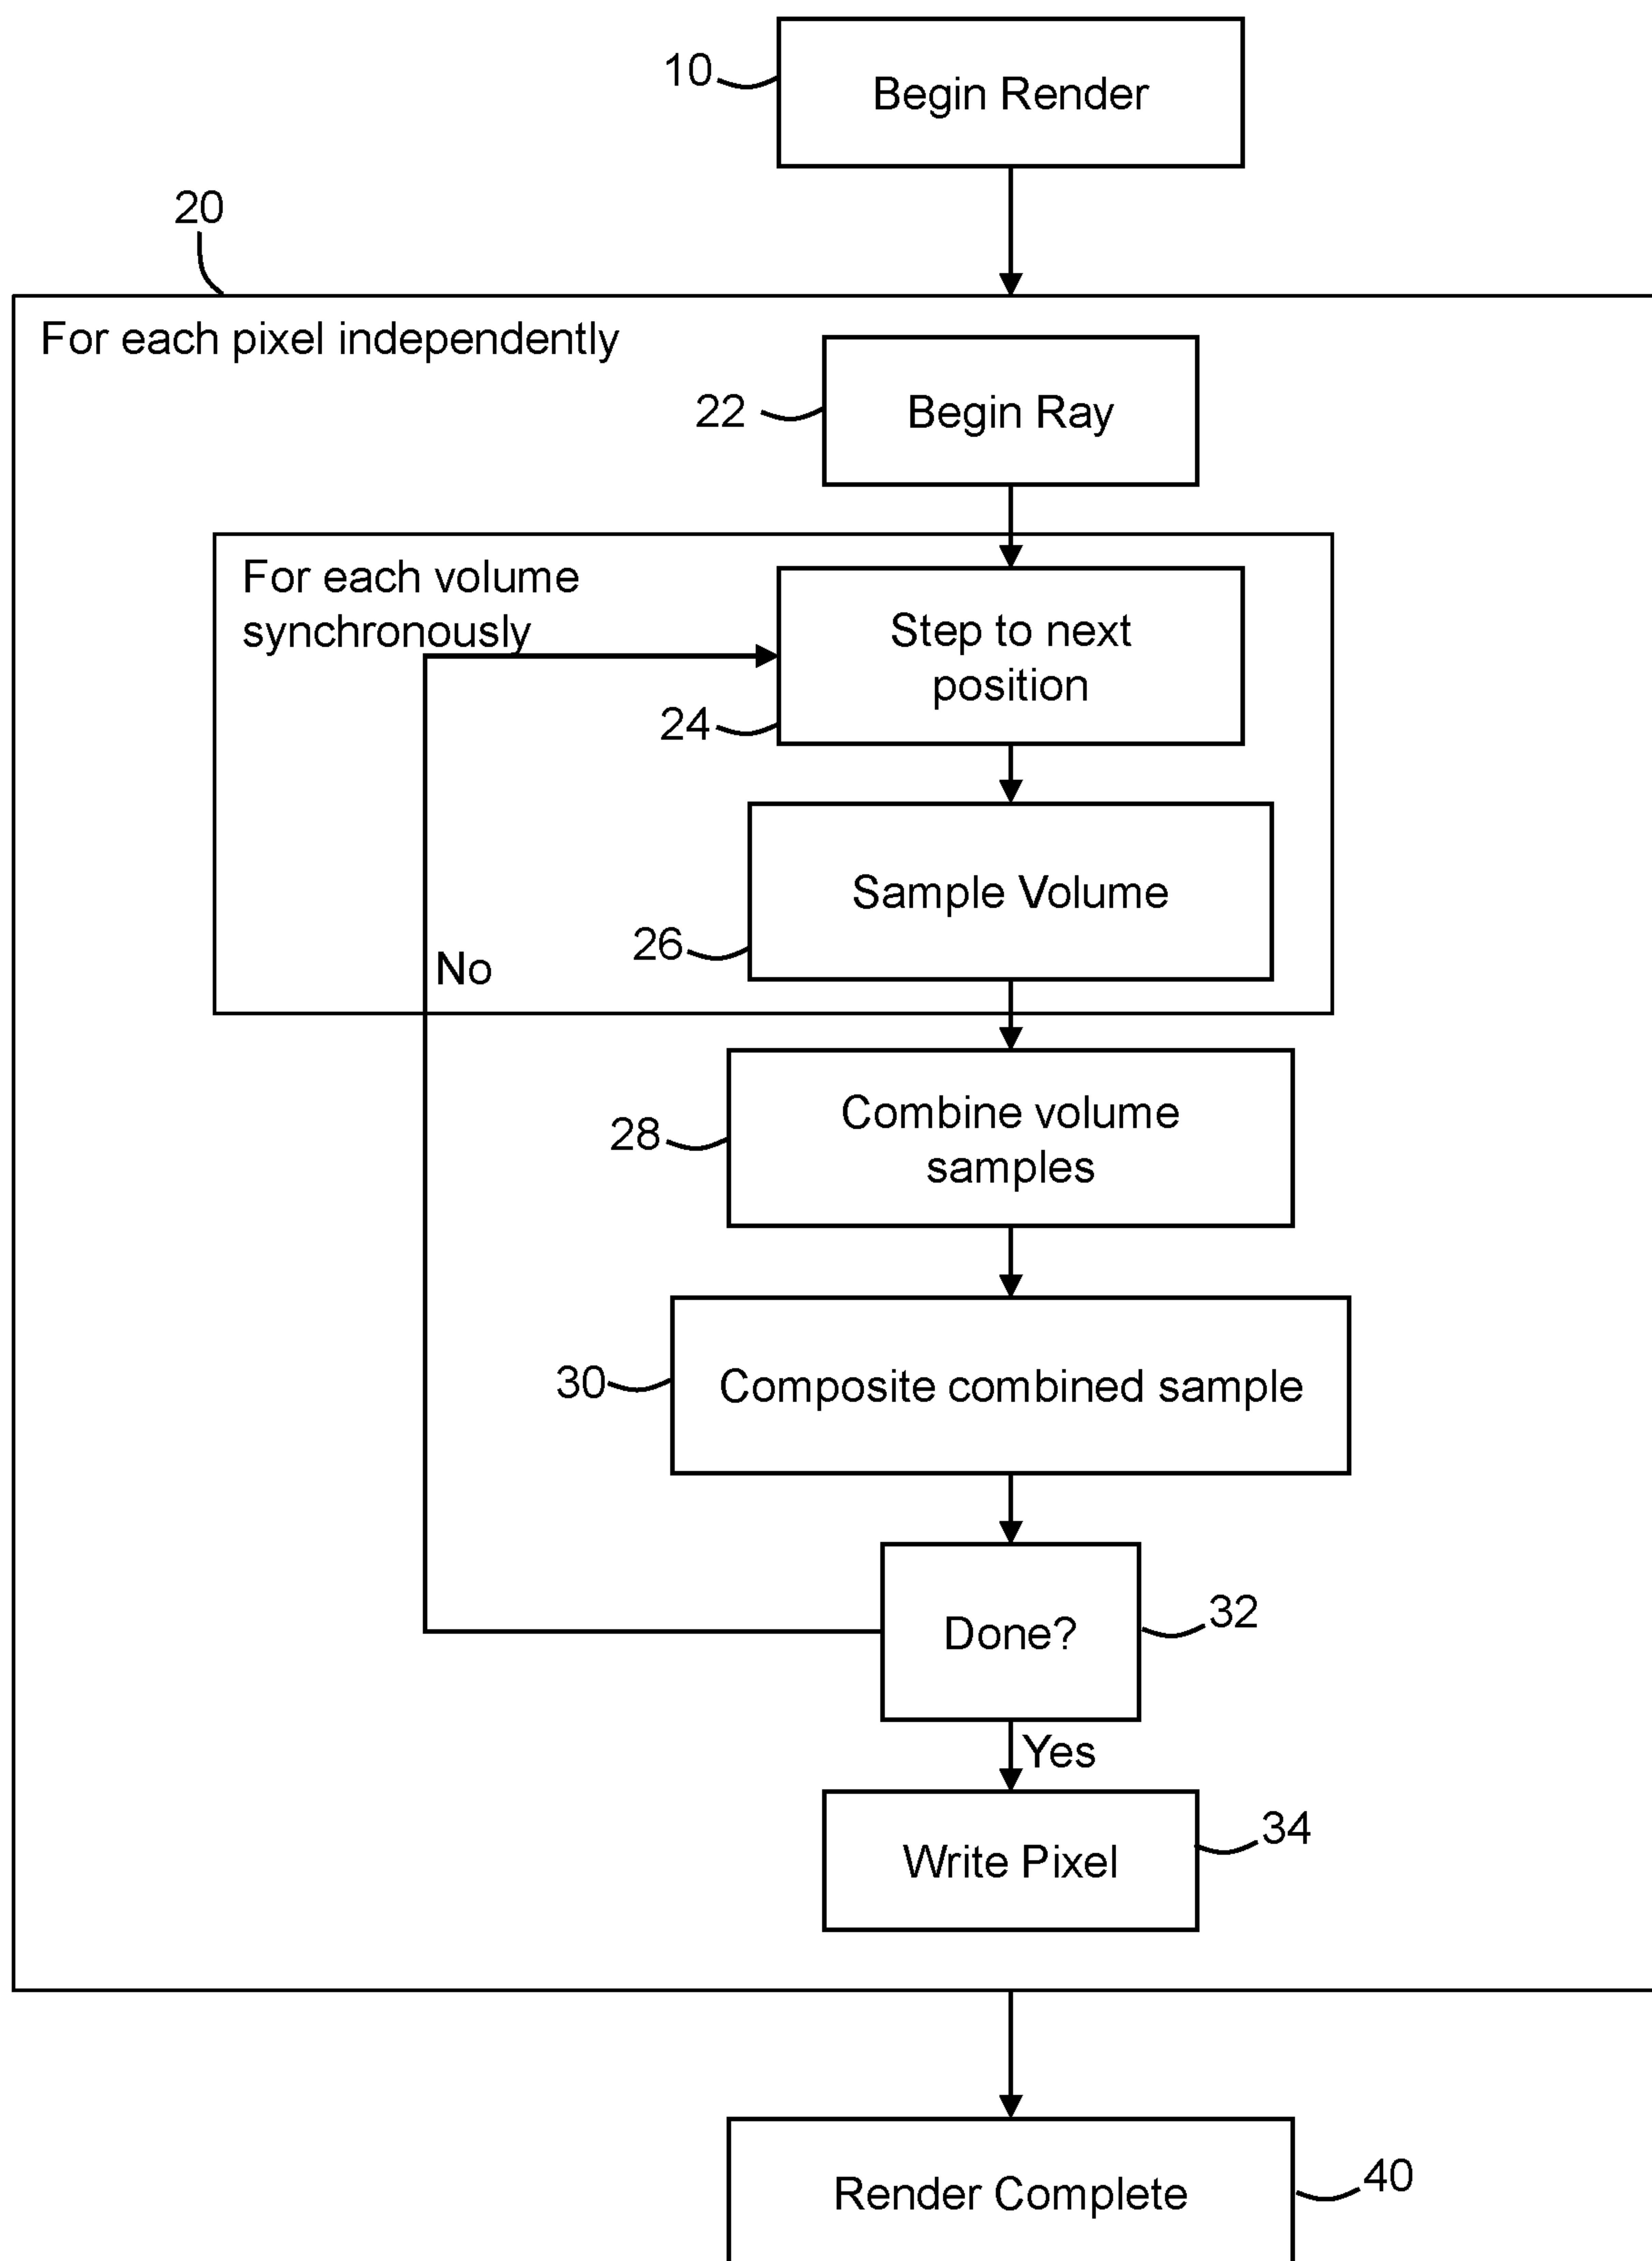 10
Begin Render
20
For each pixel independently
22
Begin Ray
For each volume
synchronously
Step to next
position
24
Sample Volume
26
No
Combine volume
samples
28
30
Composite combined sample
Done?
32
Yes
Write Pixel
34
Render Complete
40